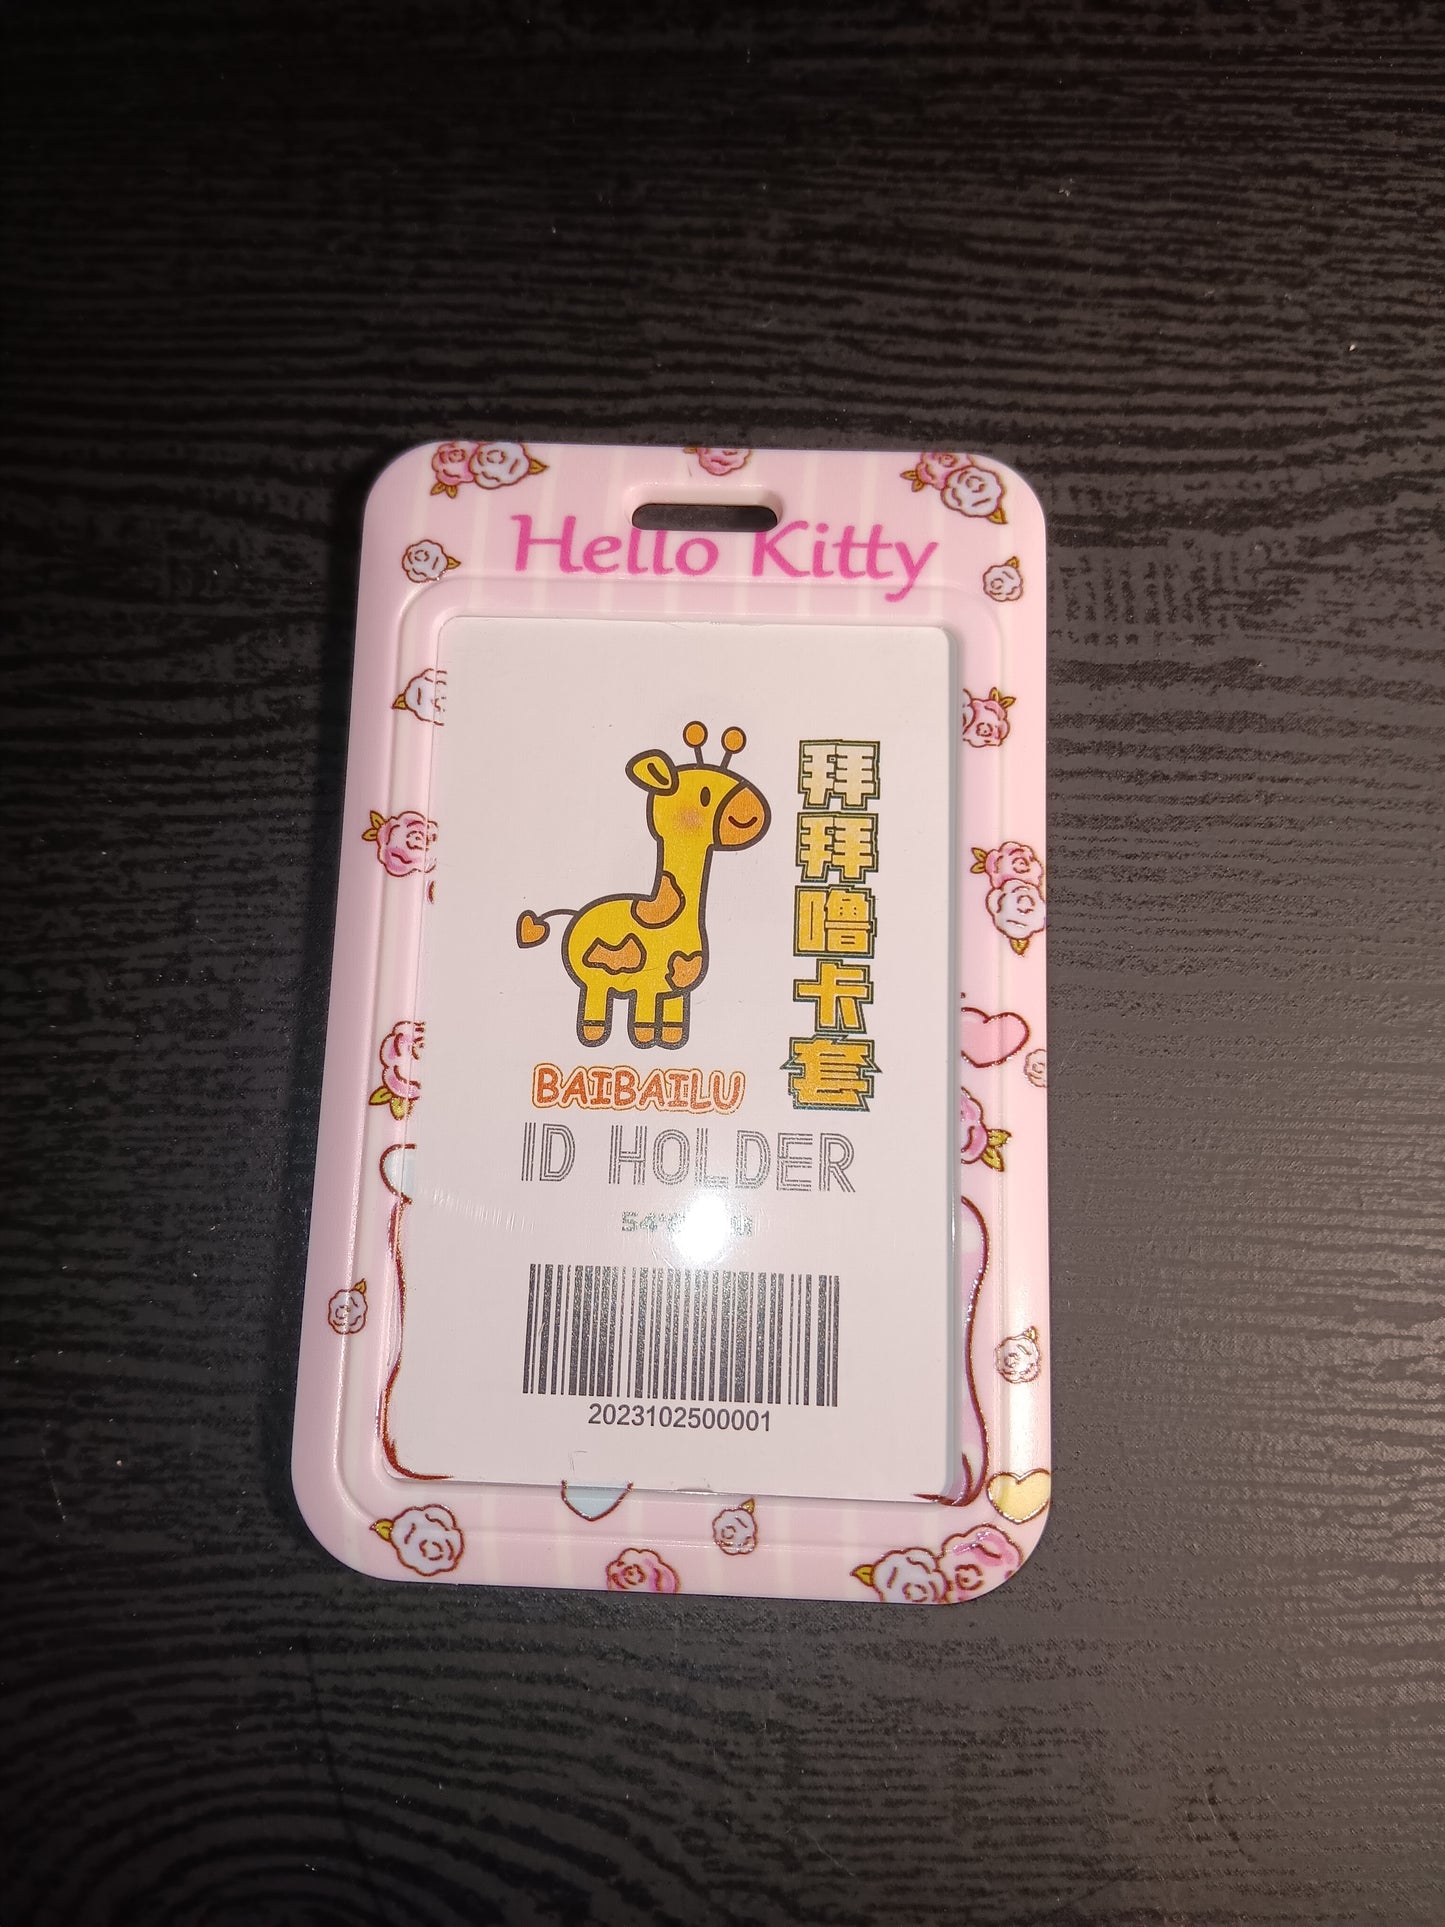 Hello Kitty
拜拜噜卡套
BAIBAILU
ID HOLDER
2023102500001